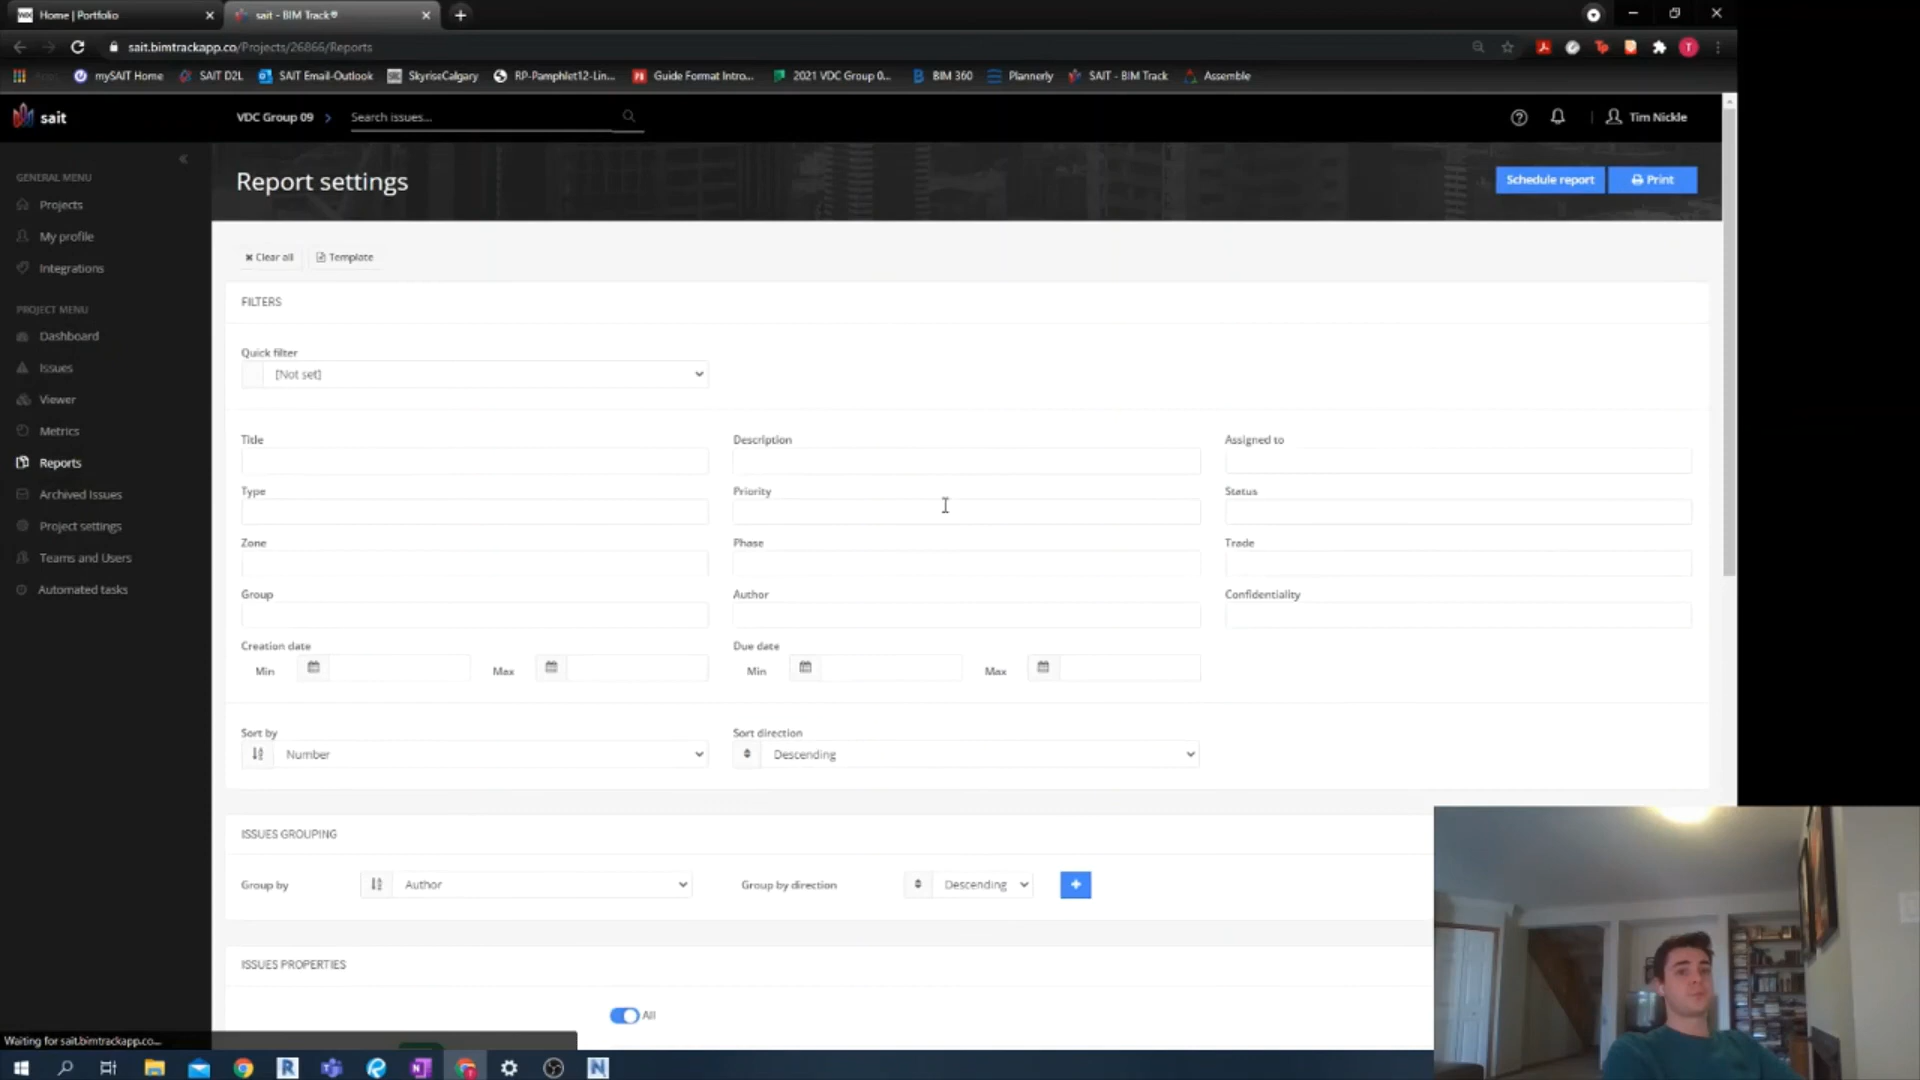 Home | Portfolio
sait - BIM Track®
sait.bimtrackapp.co/Projects/26866/Reports
Apps
mySAIT Home
SAIT D2L
SAIT Email-Outlook
SkyriseCalgary
RP-Pamphlet12-Lin...
Guide Format Intro...
2021 VDC Group 0...
BIM 360
Plannerly
SAIT - BIM Track
Assemble
sait
VDC Group 09 >
Search issues...
Tim Nickle
GENERAL MENU
Projects
My profile
Integrations
PROJECT MENU
Dashboard
Issues
Viewer
Metrics
Reports
Archived Issues
Project settings
Teams and Users
Automated tasks
Report settings
Schedule report
Print
Clear all
Template
FILTERS
Quick filter
[Not set]
Title
Description
Assigned to
Type
Priority
Status
Zone
Phase
Trade
Group
Author
Confidentiality
Creation date
Due date
Min
Max
Min
Max
Sort by
Sort direction
Number
Descending
ISSUES GROUPING
Group by
Author
Group by direction
Descending
ISSUES PROPERTIES
All
Waiting for sait.bimtrackapp.co...